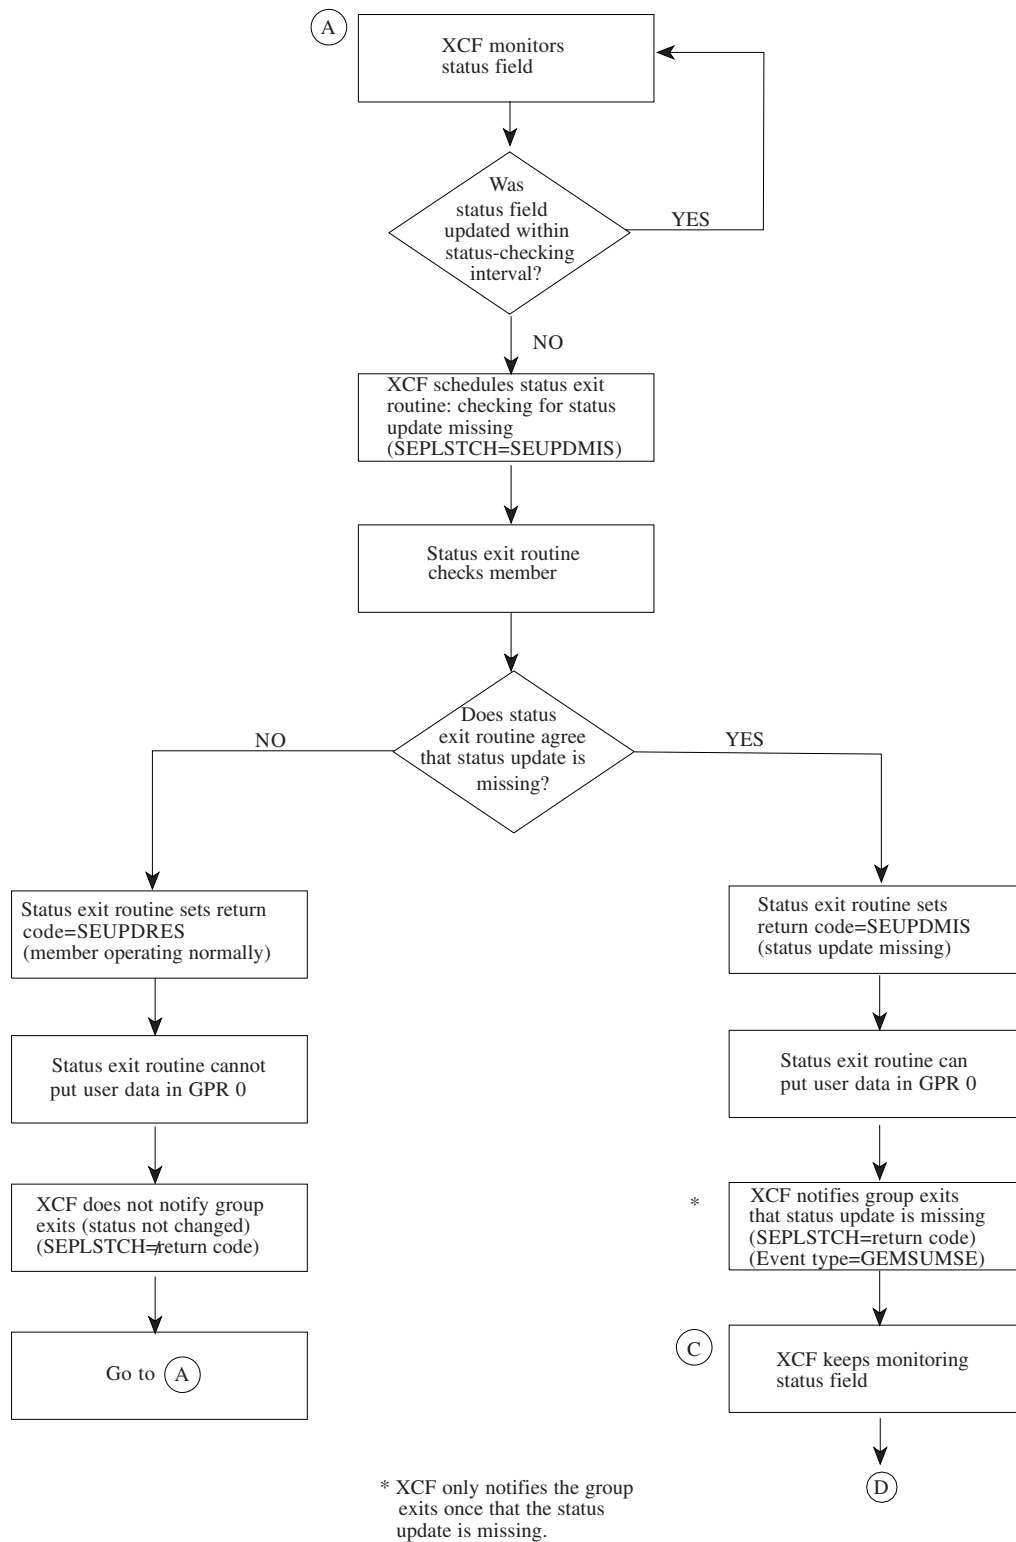 A
XCF monitors
status field
Was
status field
updated within
status-checking
interval?
YES
NO
XCF schedules status exit
routine: checking for status
update missing
(SEPLSTCH=SEUPDMIS)
Status exit routine
checks member
Does status
exit routine agree
that status update is
missing?
NO
YES
Status exit routine sets return
code=SEUPDRES
(member operating normally)
Status exit routine cannot
put user data in GPR 0
XCF does not notify group
exits (status not changed)
(SEPLSTCH≠return code)
Go to A
Status exit routine sets
return code=SEUPDMIS
(status update missing)
Status exit routine can
put user data in GPR 0
*
XCF notifies group exits
that status update is missing
(SEPLSTCH=return code)
(Event type=GEMSUMSE)
C
XCF keeps monitoring
status field
D
* XCF only notifies the group
exits once that the status
update is missing.